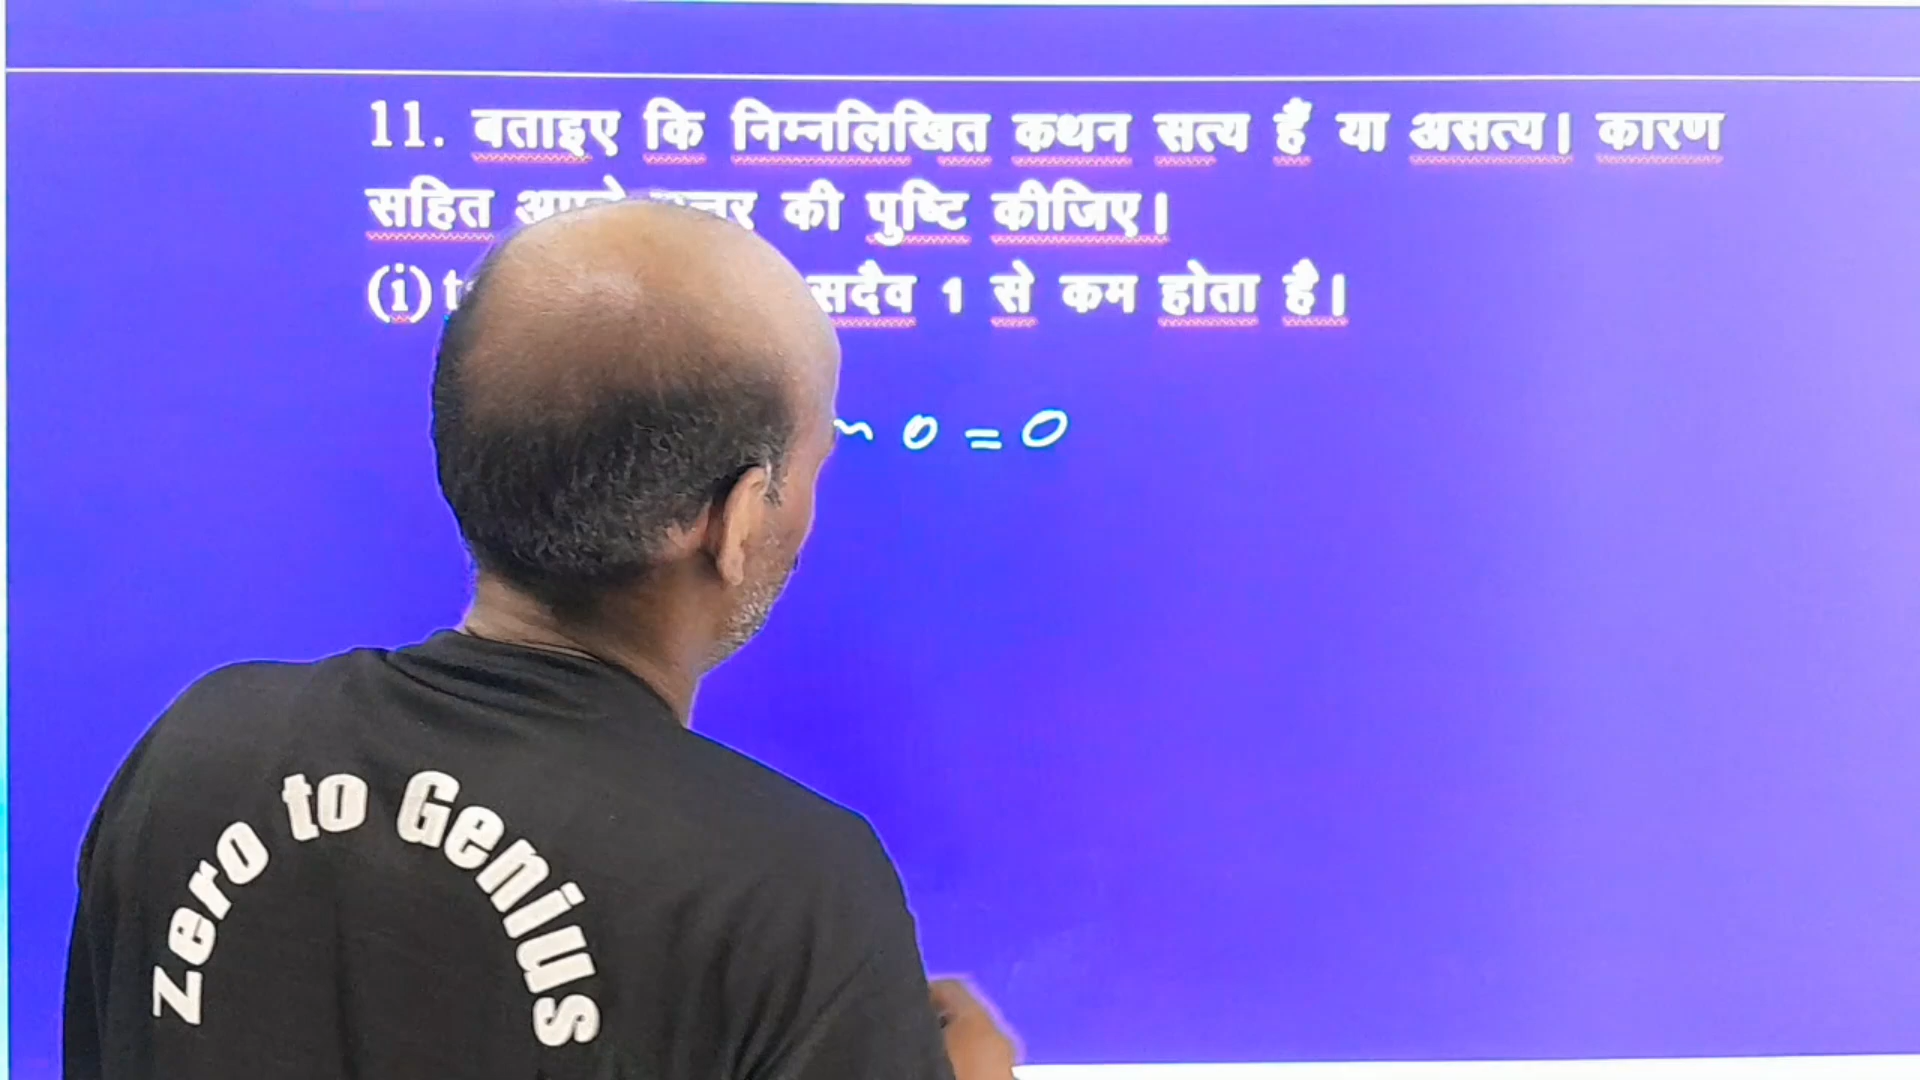 11. बताइए कि निम्नलिखित कथन सत्य हैं या असत्य। कारण
सहित की पुष्टि कीजिए।
(i) सदैव 1 से कम होता है।
0 = 0
Zero to Genius